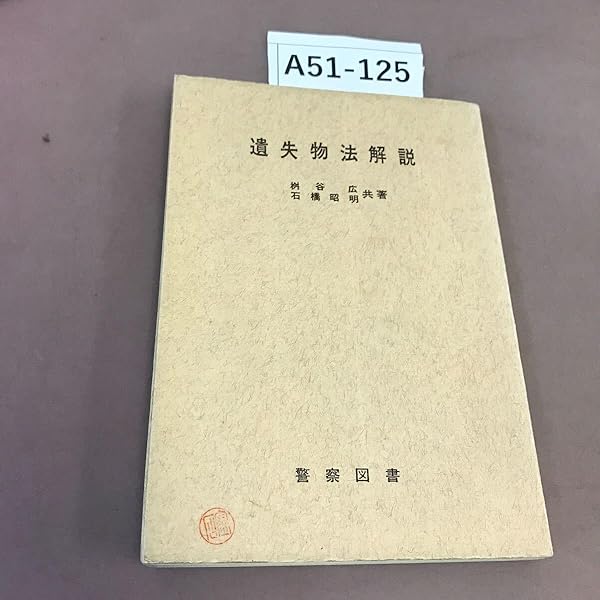 A51-125
遺失物法解説
桝谷広
石橋昭明 共著
警察図書